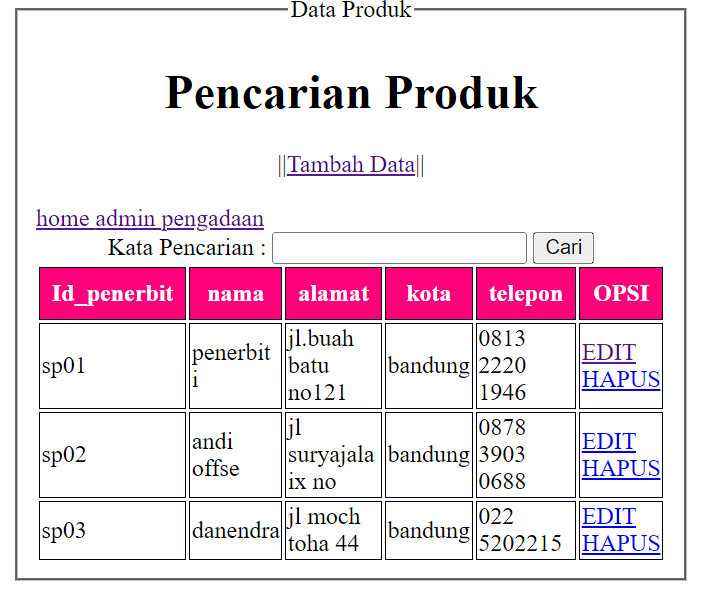 Data Produk
Pencarian Produk
||Tambah Data||
home admin pengadaan
Kata Pencarian : Cari
Id_penerbit nama alamat kota telepon OPSI
sp01 penerbit i jl.buah batu no121 bandung 0813 2220 1946 EDIT HAPUS
sp02 andi offse jl suryajala ix no bandung 0878 3903 0688 EDIT HAPUS
sp03 danendra jl moch toha 44 bandung 022 5202215 EDIT HAPUS